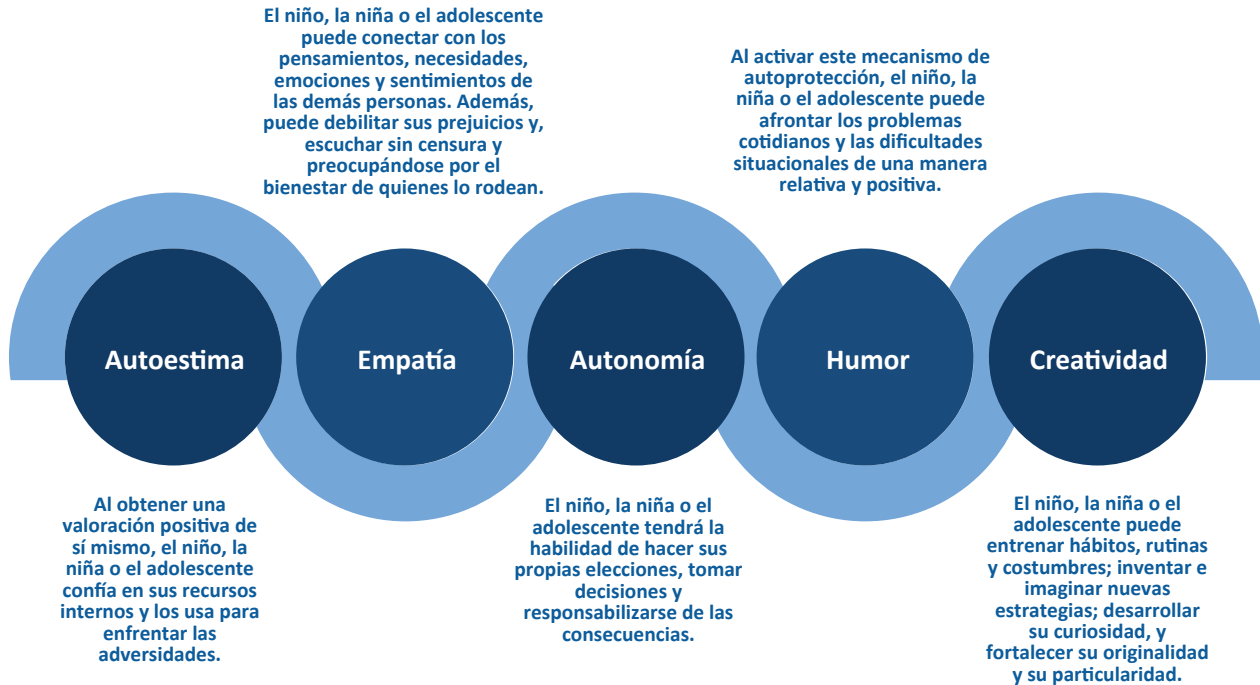 El niño, la niña o el adolescente
puede conectar con los
pensamientos, necesidades,
emociones y sentimientos de
las demás personas. Además,
puede debilitar sus prejuicios y,
escuchar sin censura y
preocupándose por el
bienestar de quienes lo rodean.
Al activar este mecanismo de
autoprotección, el niño, la
niña o el adolescente puede
afrontar los problemas
cotidianos y las dificultades
situacionales de una manera
relativa y positiva.
Autoestima
Empatía
Autonomía
Humor
Creatividad
Al obtener una
valoración positiva de
sí mismo, el niño, la
niña o el adolescente
confía en sus recursos
internos y los usa para
enfrentar las
adversidades.
El niño, la niña o el
adolescente tendrá la
habilidad de hacer sus
propias elecciones, tomar
decisiones y
responsabilizarse de las
consecuencias.
El niño, la niña o el
adolescente puede
entrenar hábitos, rutinas
y costumbres; inventar e
imaginar nuevas
estrategias; desarrollar
su curiosidad, y
fortalecer su originalidad
y su particularidad.